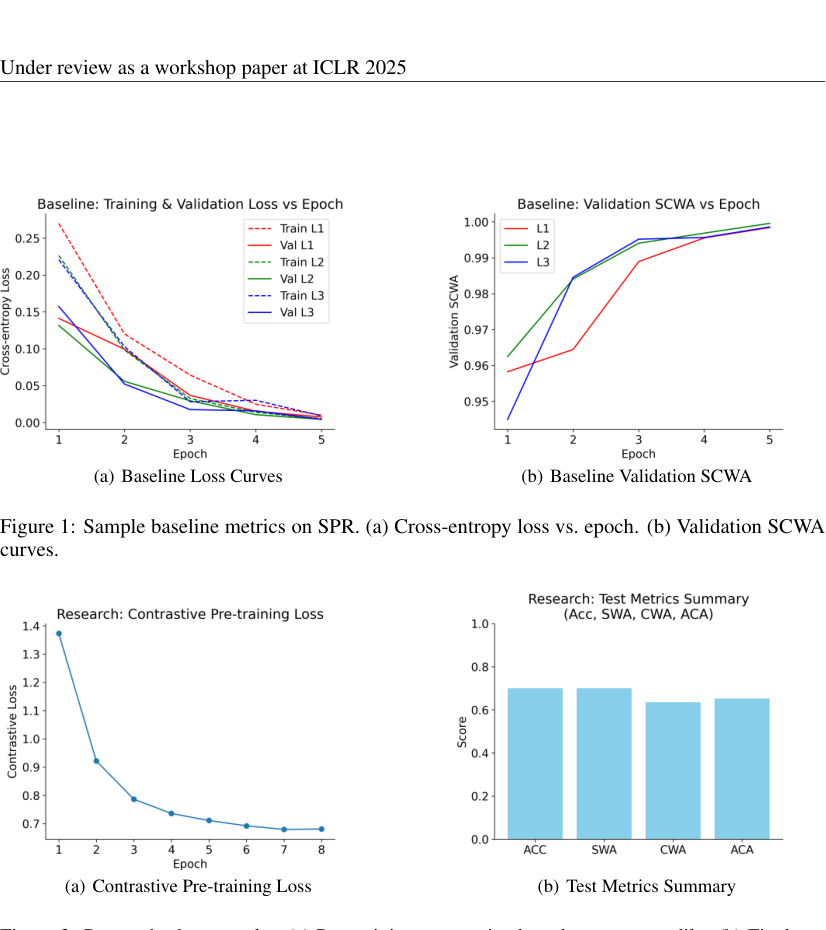 Under review as a workshop paper at ICLR 2025
Baseline: Training & Validation Loss vs Epoch
Cross-entropy Loss
0.25
0.20
0.15
0.10
0.05
0.00
Train L1
Val L1
Train L2
Val L2
Train L3
Val L3
1 2 3 4 5
Epoch
(a) Baseline Loss Curves
Baseline: Validation SCWA vs Epoch
Validation SCWA
1.00
0.99
0.98
0.97
0.96
0.95
L1
L2
L3
1 2 3 4 5
Epoch
(b) Baseline Validation SCWA
Figure 1: Sample baseline metrics on SPR. (a) Cross-entropy loss vs. epoch. (b) Validation SCWA
curves.
Research: Contrastive Pre-training Loss
Contrastive Loss
1.4
1.3
1.2
1.1
1.0
0.9
0.8
0.7
1 2 3 4 5 6 7 8
Epoch
(a) Contrastive Pre-training Loss
Research: Test Metrics Summary
(Acc, SWA, CWA, ACA)
Score
1.0
0.8
0.6
0.4
0.2
0.0
ACC SWA CWA ACA
(b) Test Metrics Summary